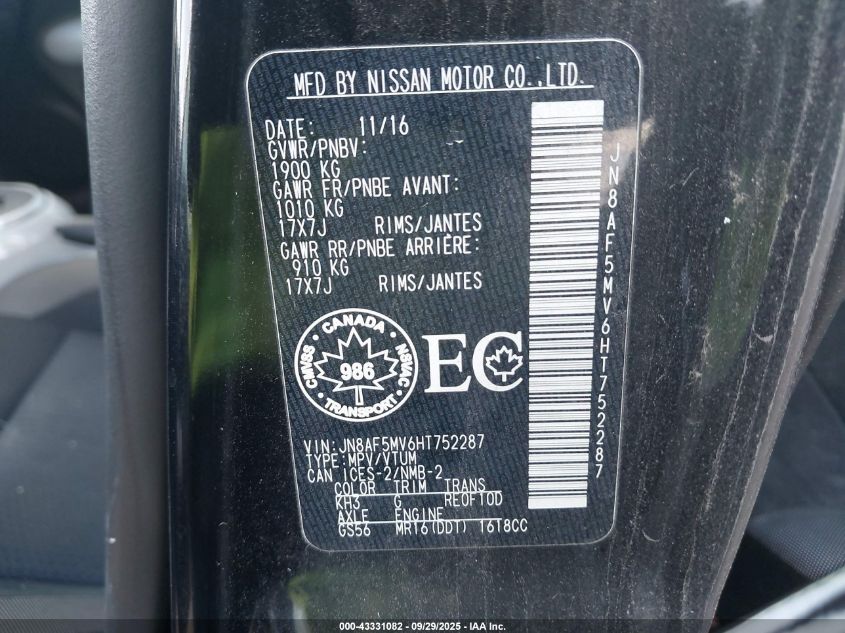 MFD BY NISSAN MOTOR CO.,LTD.
DATE: 11/16
GVWR/PNBV:
1900 KG
GAWR FR/PNBE AVANT:
1010 KG
17X7J RIMS/JANTES
GAWR RR/PNBE ARRIÈRE:
910 KG
17X7J RIMS/JANTES
JN8AF5MV6HT752287
CANADA
CMVSS 986 NSVAC
TRANSPORT
EC
VIN:JN8AF5MV6HT752287
TYPE:MPV/VTUM
CAN ICES-2/NMB-2
COLOR TRIM TRANS
KH3 G RE0F10D
AXLE ENGINE
GS56 MR16(DDT) 16T8CC
000-43331082 - 09/29/2025 - IAA Inc.